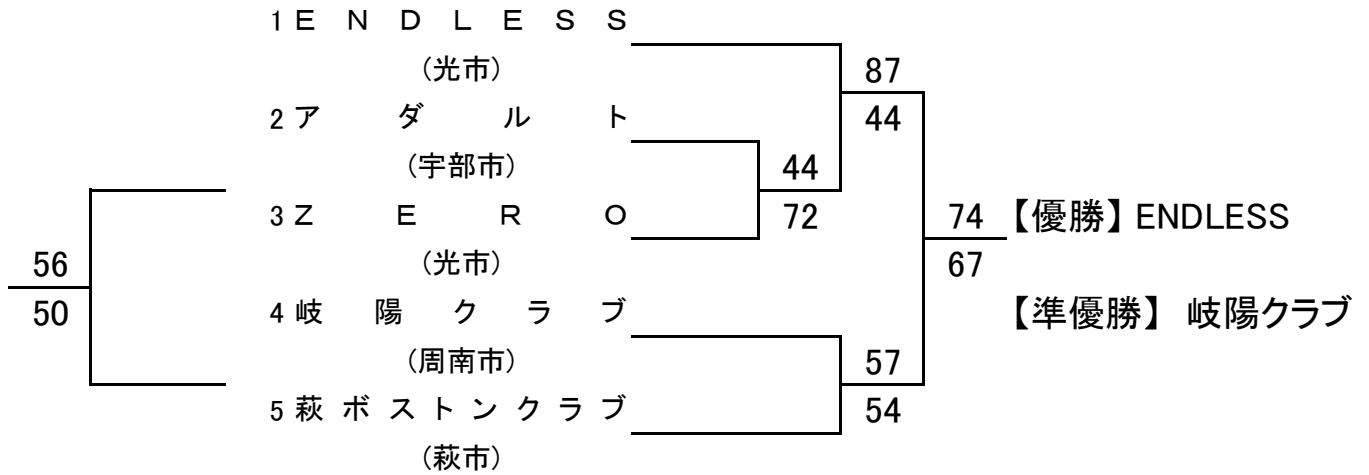 1 E N D L E S S
(光市)
87
2 ア ダ ル ト
44
(宇部市)
44
3 Z E R O
72
74 【優勝】 ENDLESS
(光市)
56
67
50
4 岐 陽 ク ラ ブ
【準優勝】 岐陽クラブ
(周南市)
57
5 萩 ボ ス ト ン ク ラ ブ
54
(萩市)